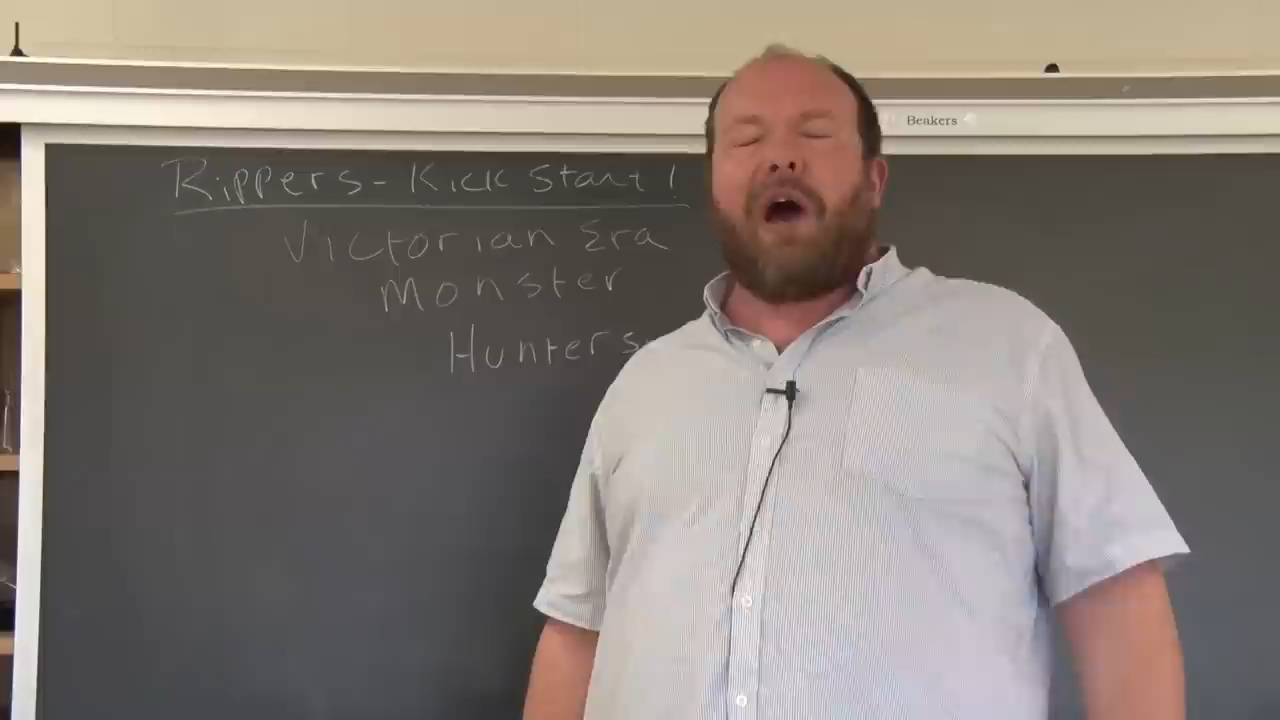 Beakers
Rippers - Kick Start!
Victorian Era
Monster
Hunters